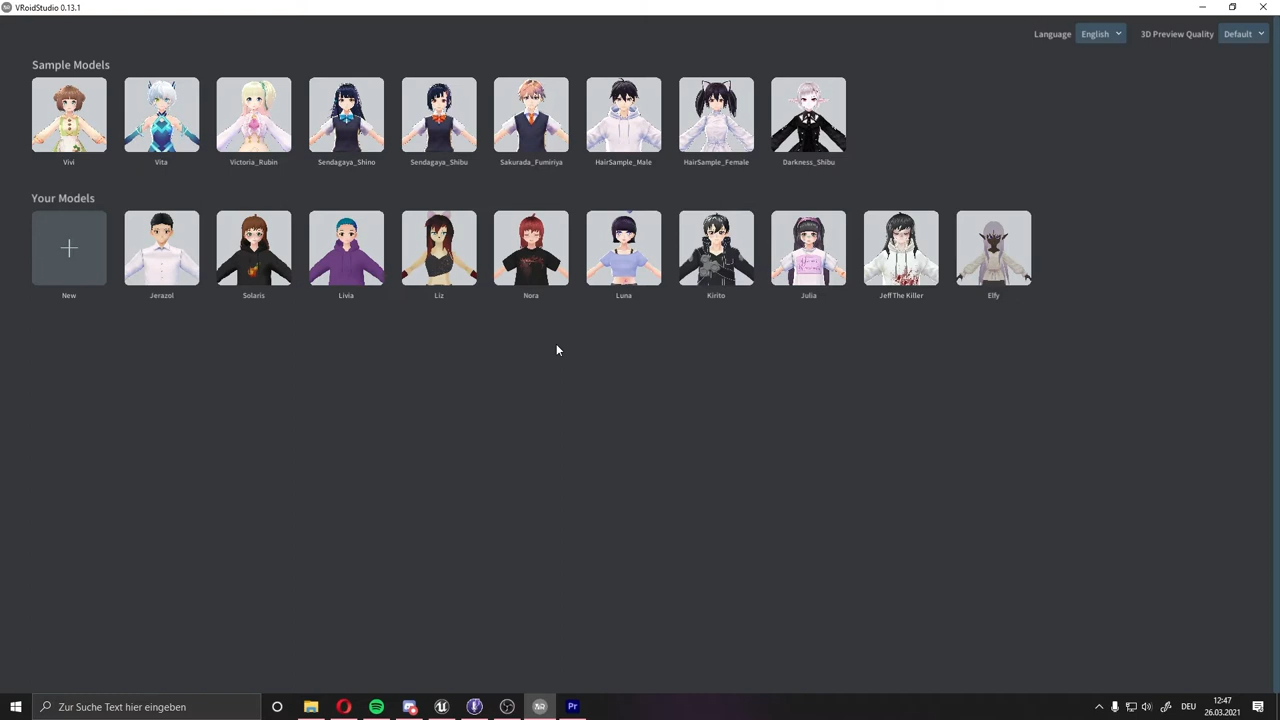 VRoidStudio 0.13.1
Language English 3D Preview Quality Default
Sample Models
Vivi Vita Victoria_Rubin Sendagaya_Shino Sendagaya_Shibu Sakurada_Fumiriya HairSample_Male HairSample_Female Darkness_Shibu
Your Models
New Jerazol Solaris Livia Liz Nora Luna Kirito Julia Jeff The Killer Elfy
Zur Suche Text hier eingeben
Pr
DEU
12:47
26.03.2021